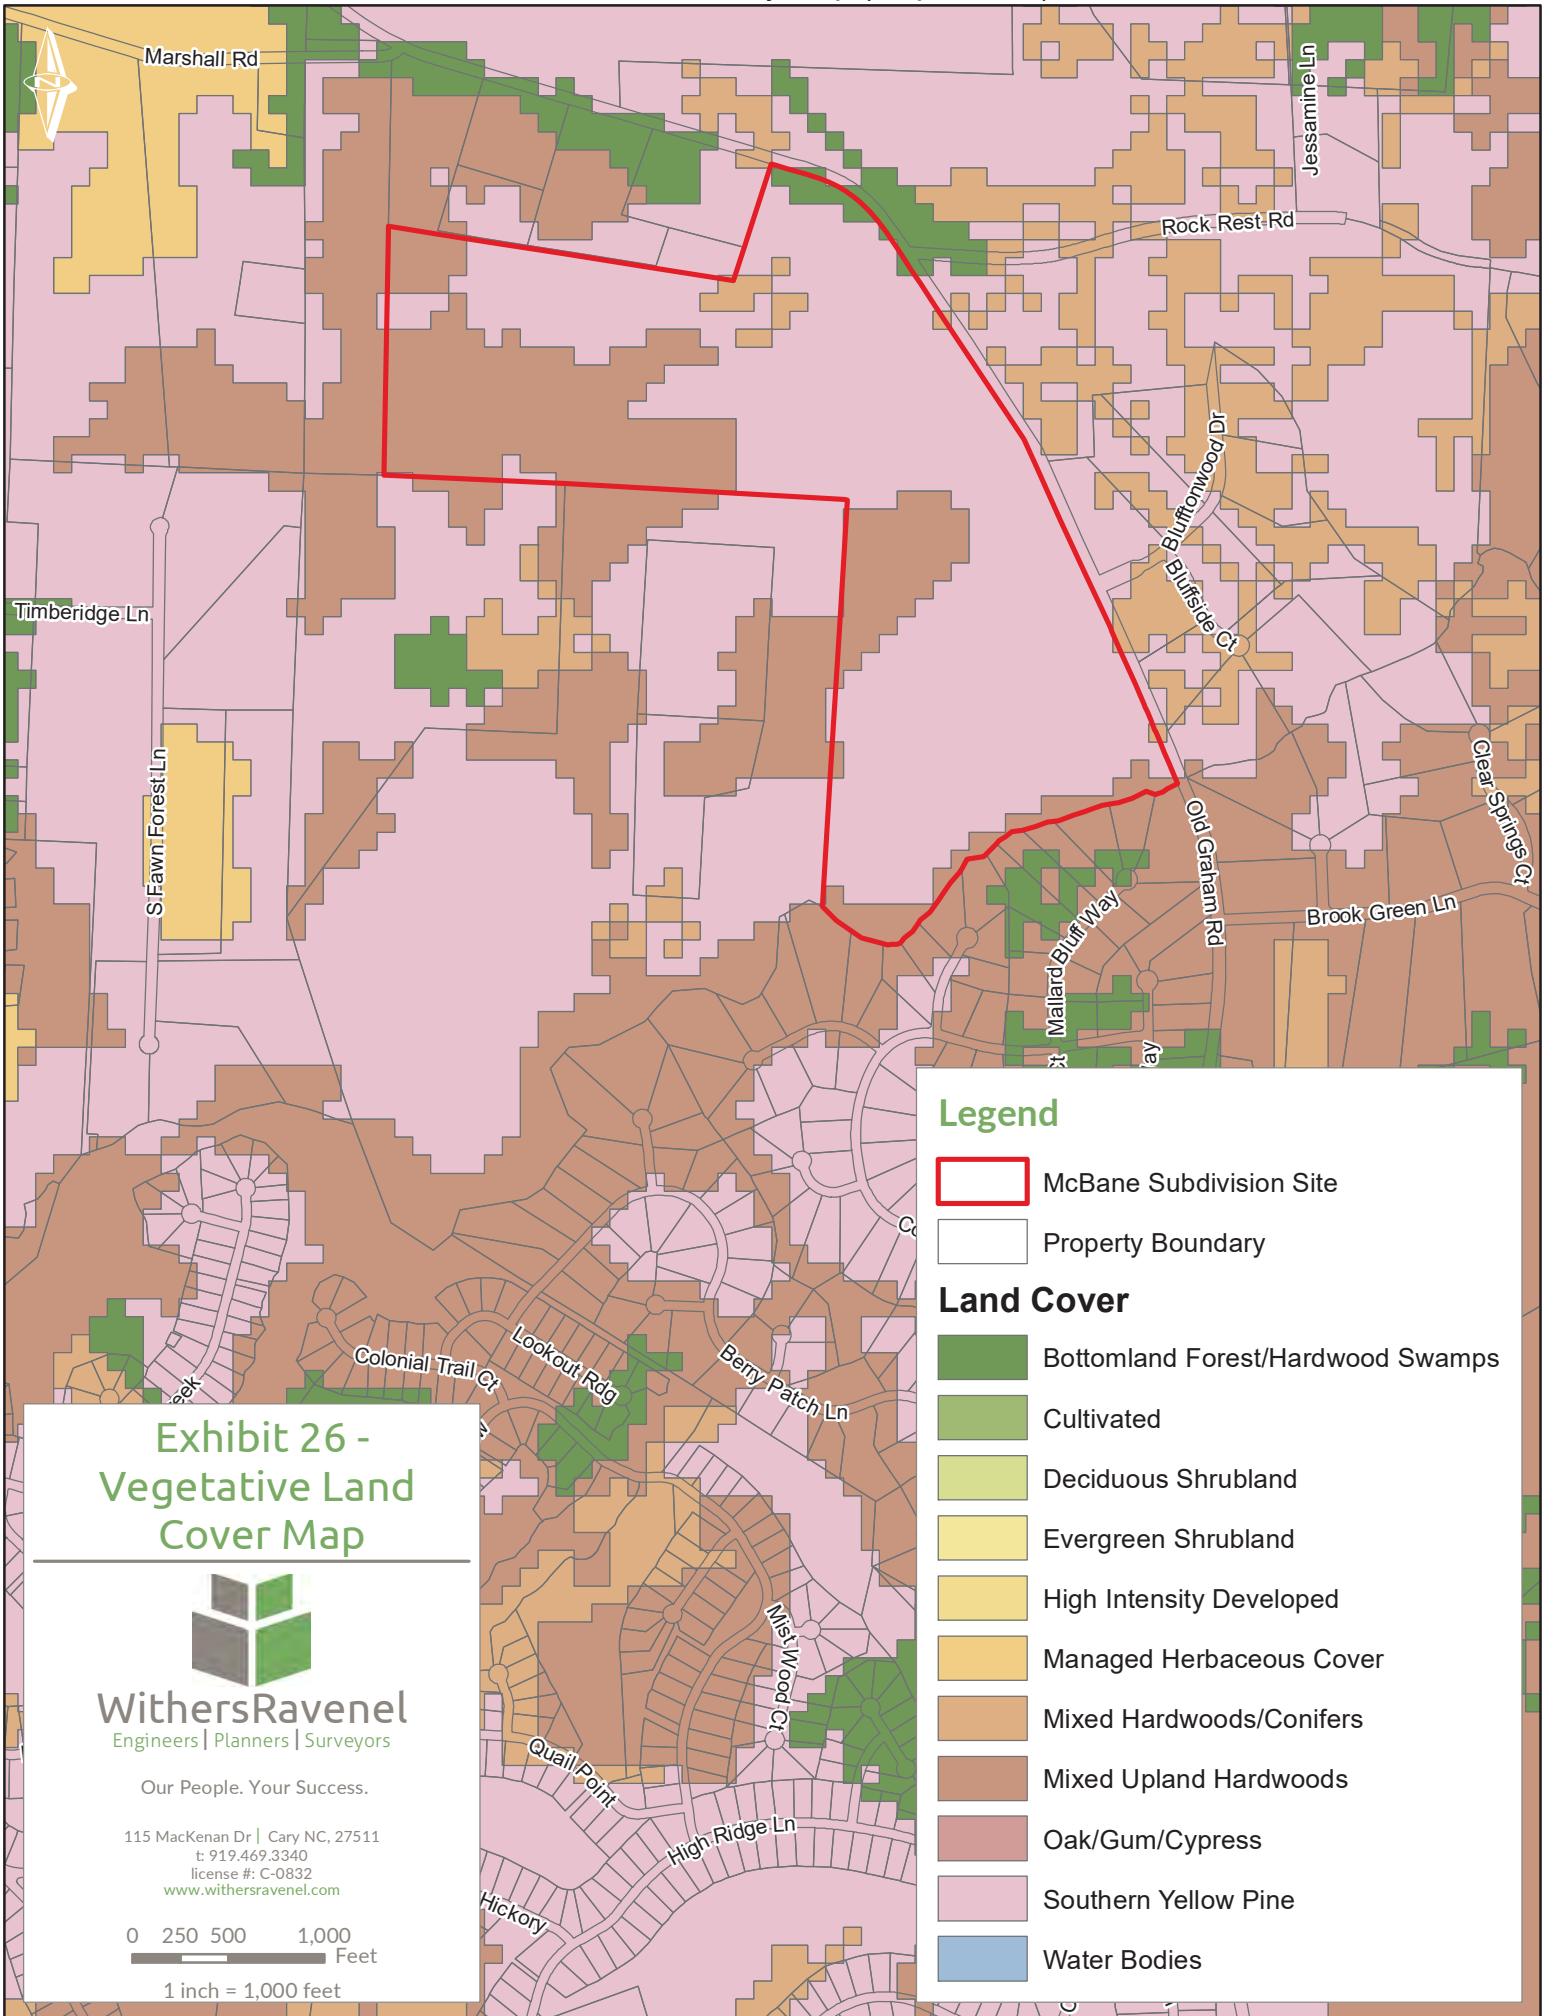 Marshall Rd
N
Jessamine Ln
Rock Rest Rd
Blufftonwood Dr
Bluffside Ct
Timberidge Ln
S Fawn Forest Ln
Clear Springs Ct
Old Graham Rd
Brook Green Ln
Mallard Bluff Way
Ct
ay
Colonial Trail Ct
Lookout Rdg
Berry Patch Ln
eek
Mist Wood Ct
Quail Point
High Ridge Ln
Hickory
Legend
McBane Subdivision Site
Property Boundary
Land Cover
Bottomland Forest/Hardwood Swamps
Cultivated
Deciduous Shrubland
Evergreen Shrubland
High Intensity Developed
Managed Herbaceous Cover
Mixed Hardwoods/Conifers
Mixed Upland Hardwoods
Oak/Gum/Cypress
Southern Yellow Pine
Water Bodies
Exhibit 26 -
Vegetative Land
Cover Map
WithersRavenel
Engineers | Planners | Surveyors
Our People. Your Success.
115 MacKenan Dr | Cary NC, 27511
t: 919.469.3340
license #: C-0832
www.withersravenel.com
0 250 500 1,000
Feet
1 inch = 1,000 feet